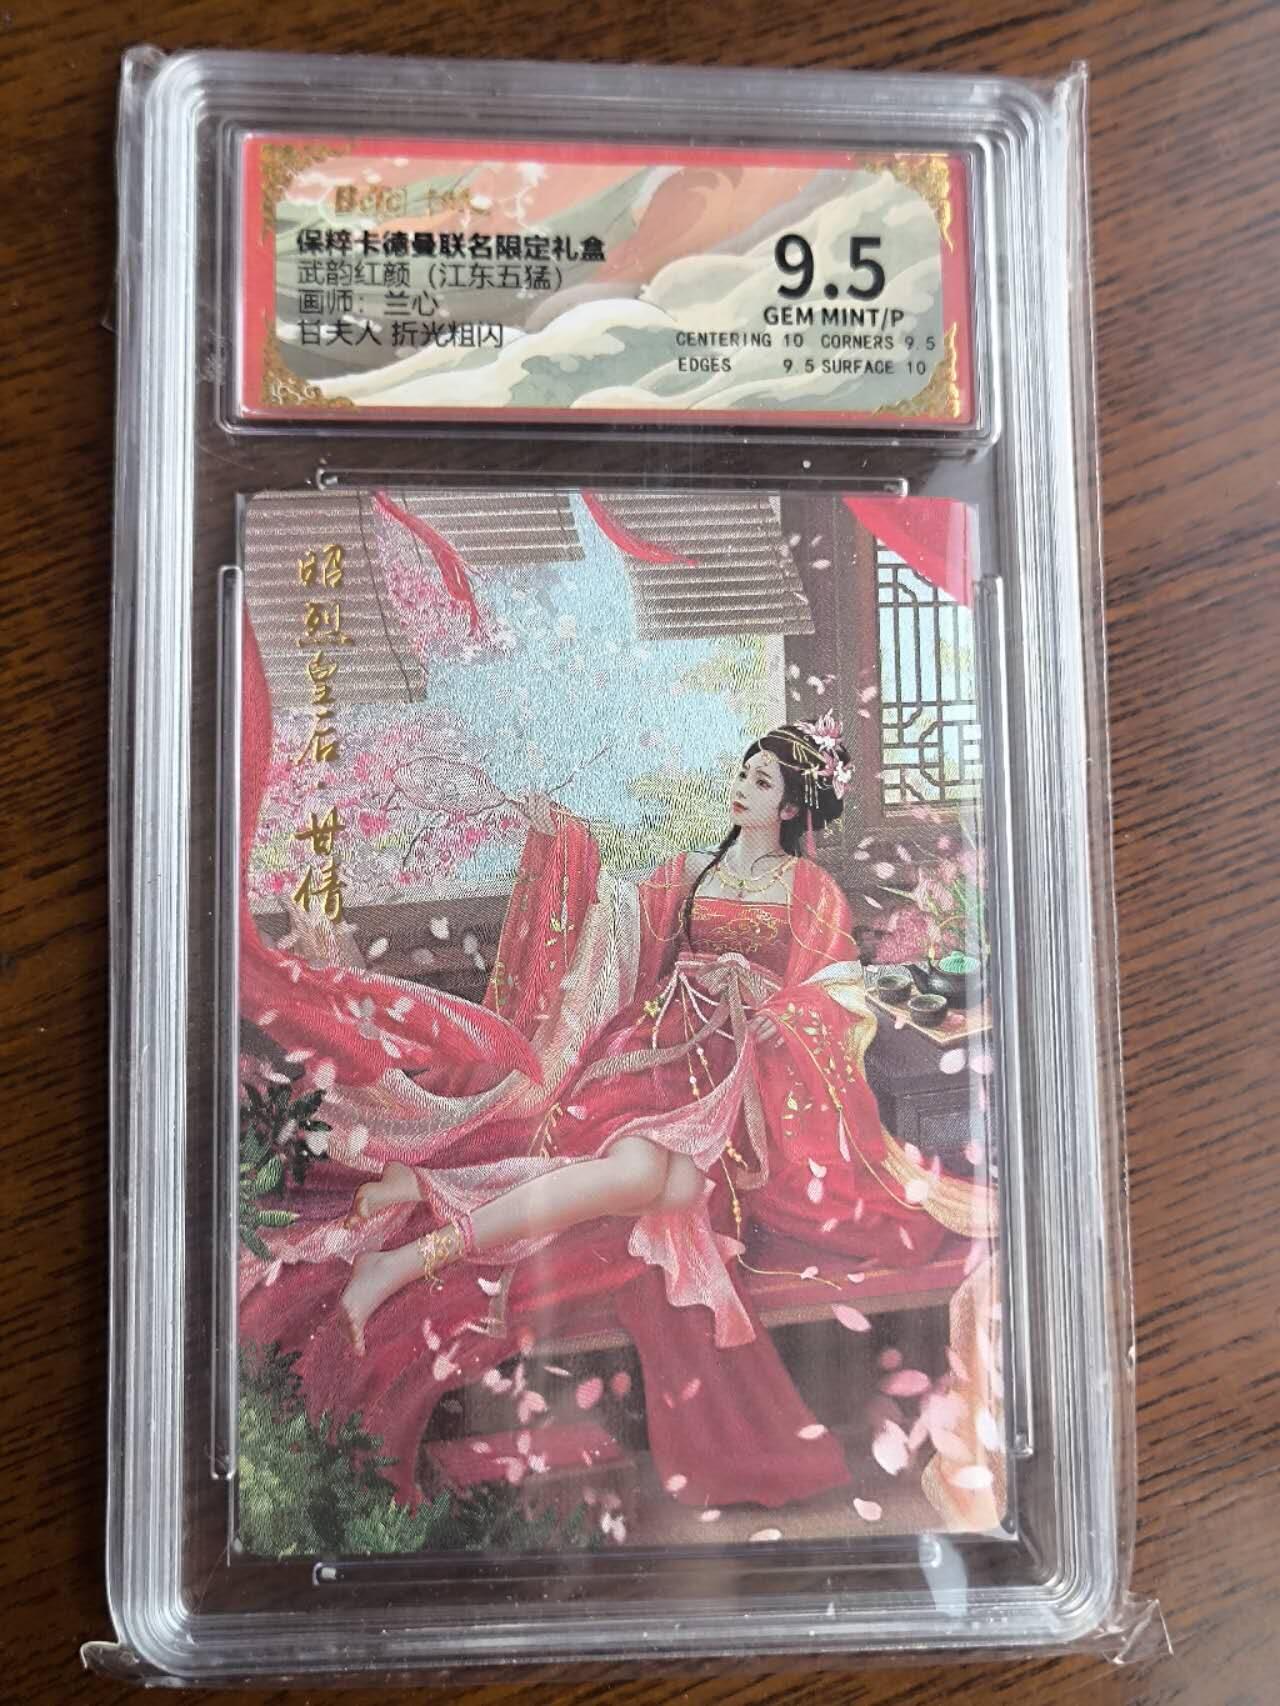 保粹卡德曼联名限定礼盒
武韵红颜（江东五猛）
画师：兰心
甘夫人 折光粗闪
9.5
GEM MINT/P
CENTERING 10 CORNERS 9.5
EDGES 9.5 SURFACE 10
昭烈皇后·甘倩